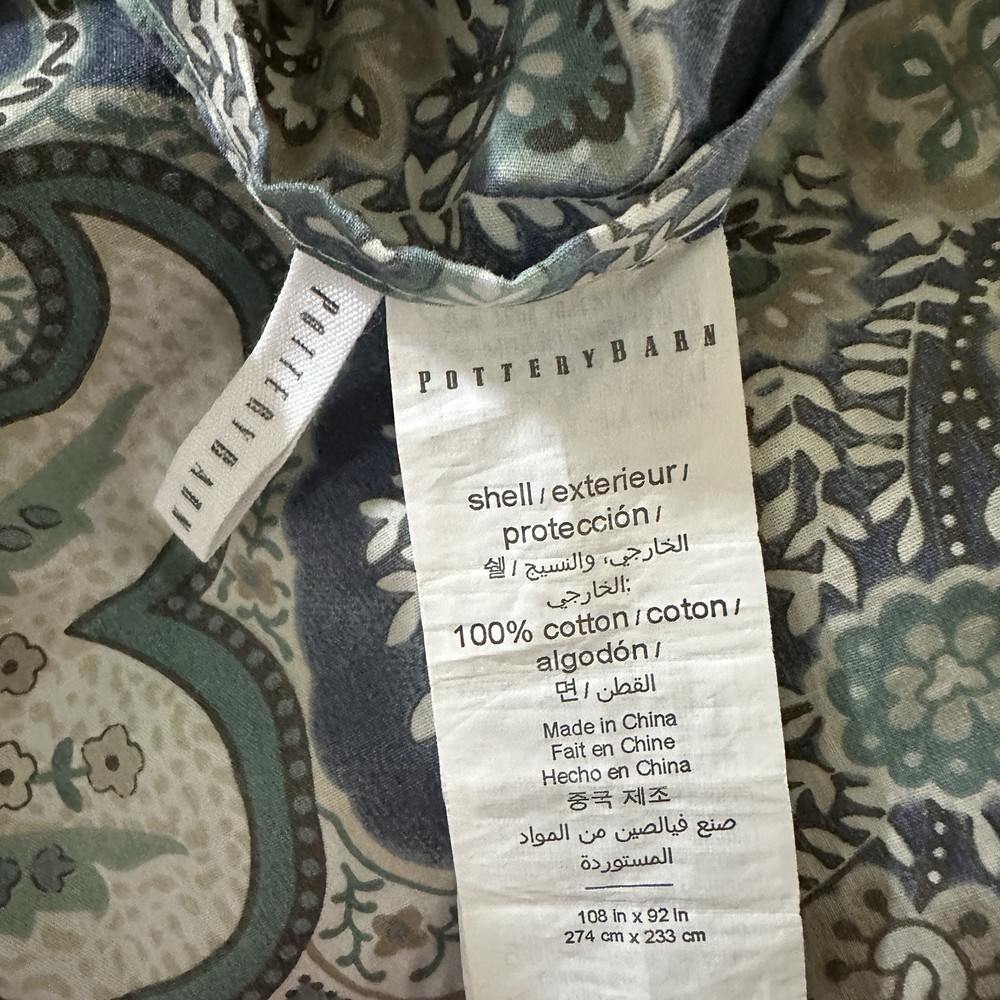 POTTERYBARN
POTTERYBARN
shell / exterieur /
protección /
쉘 / الخارجي، والنسيج
الخارجي:
100% cotton / coton /
algodón /
면 / القطن
Made in China
Fait en Chine
Hecho en China
중국 제조
صنع فيالصين من المواد
المستوردة
108 in x 92 in
274 cm x 233 cm